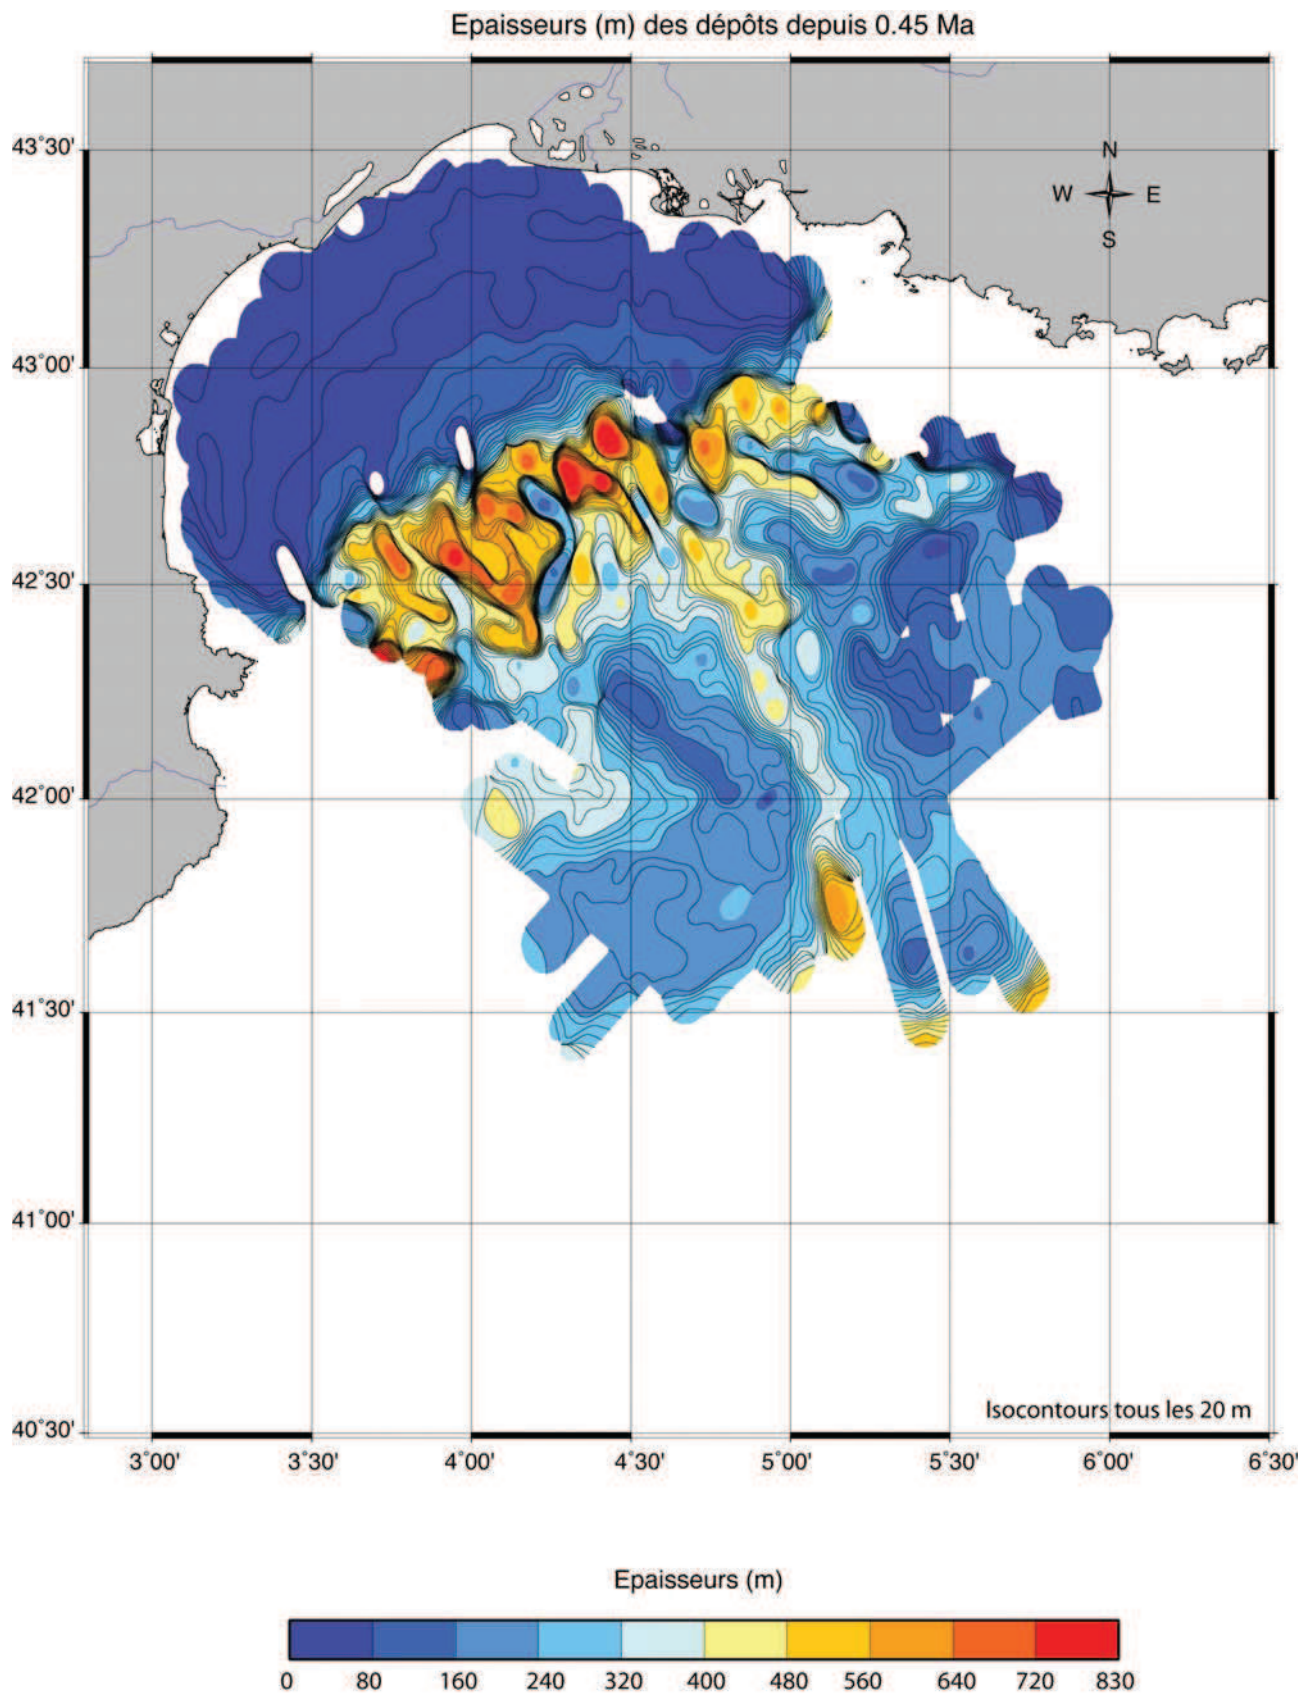 Epaisseurs (m) des dépôts depuis 0.45 Ma
43˚30'
N
W E
S
43˚00'
42˚30'
42˚00'
41˚30'
41˚00'
40˚30'
Isocontours tous les 20 m
3˚00' 3˚30' 4˚00' 4˚30' 5˚00' 5˚30' 6˚00' 6˚30'
Epaisseurs (m)
0 80 160 240 320 400 480 560 640 720 830